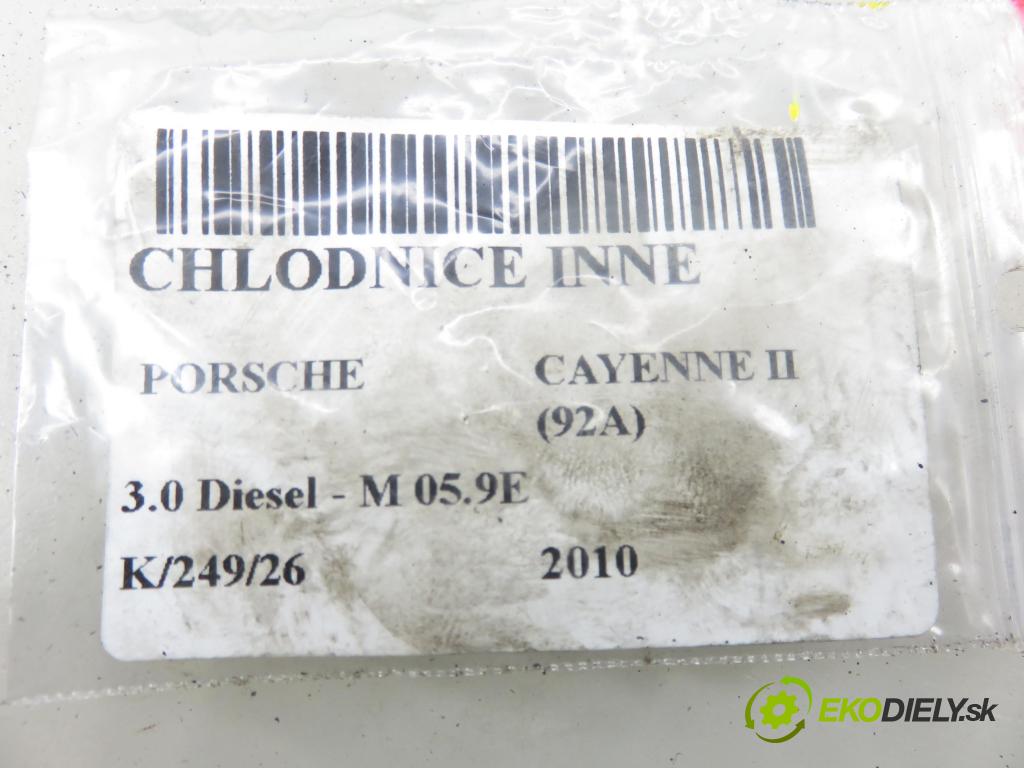 CHLODNICE INNE
PORSCHE
CAYENNE II
(92A)
3.0 Diesel - M 05.9E
K/249/26
2010
EKODIELY.sk